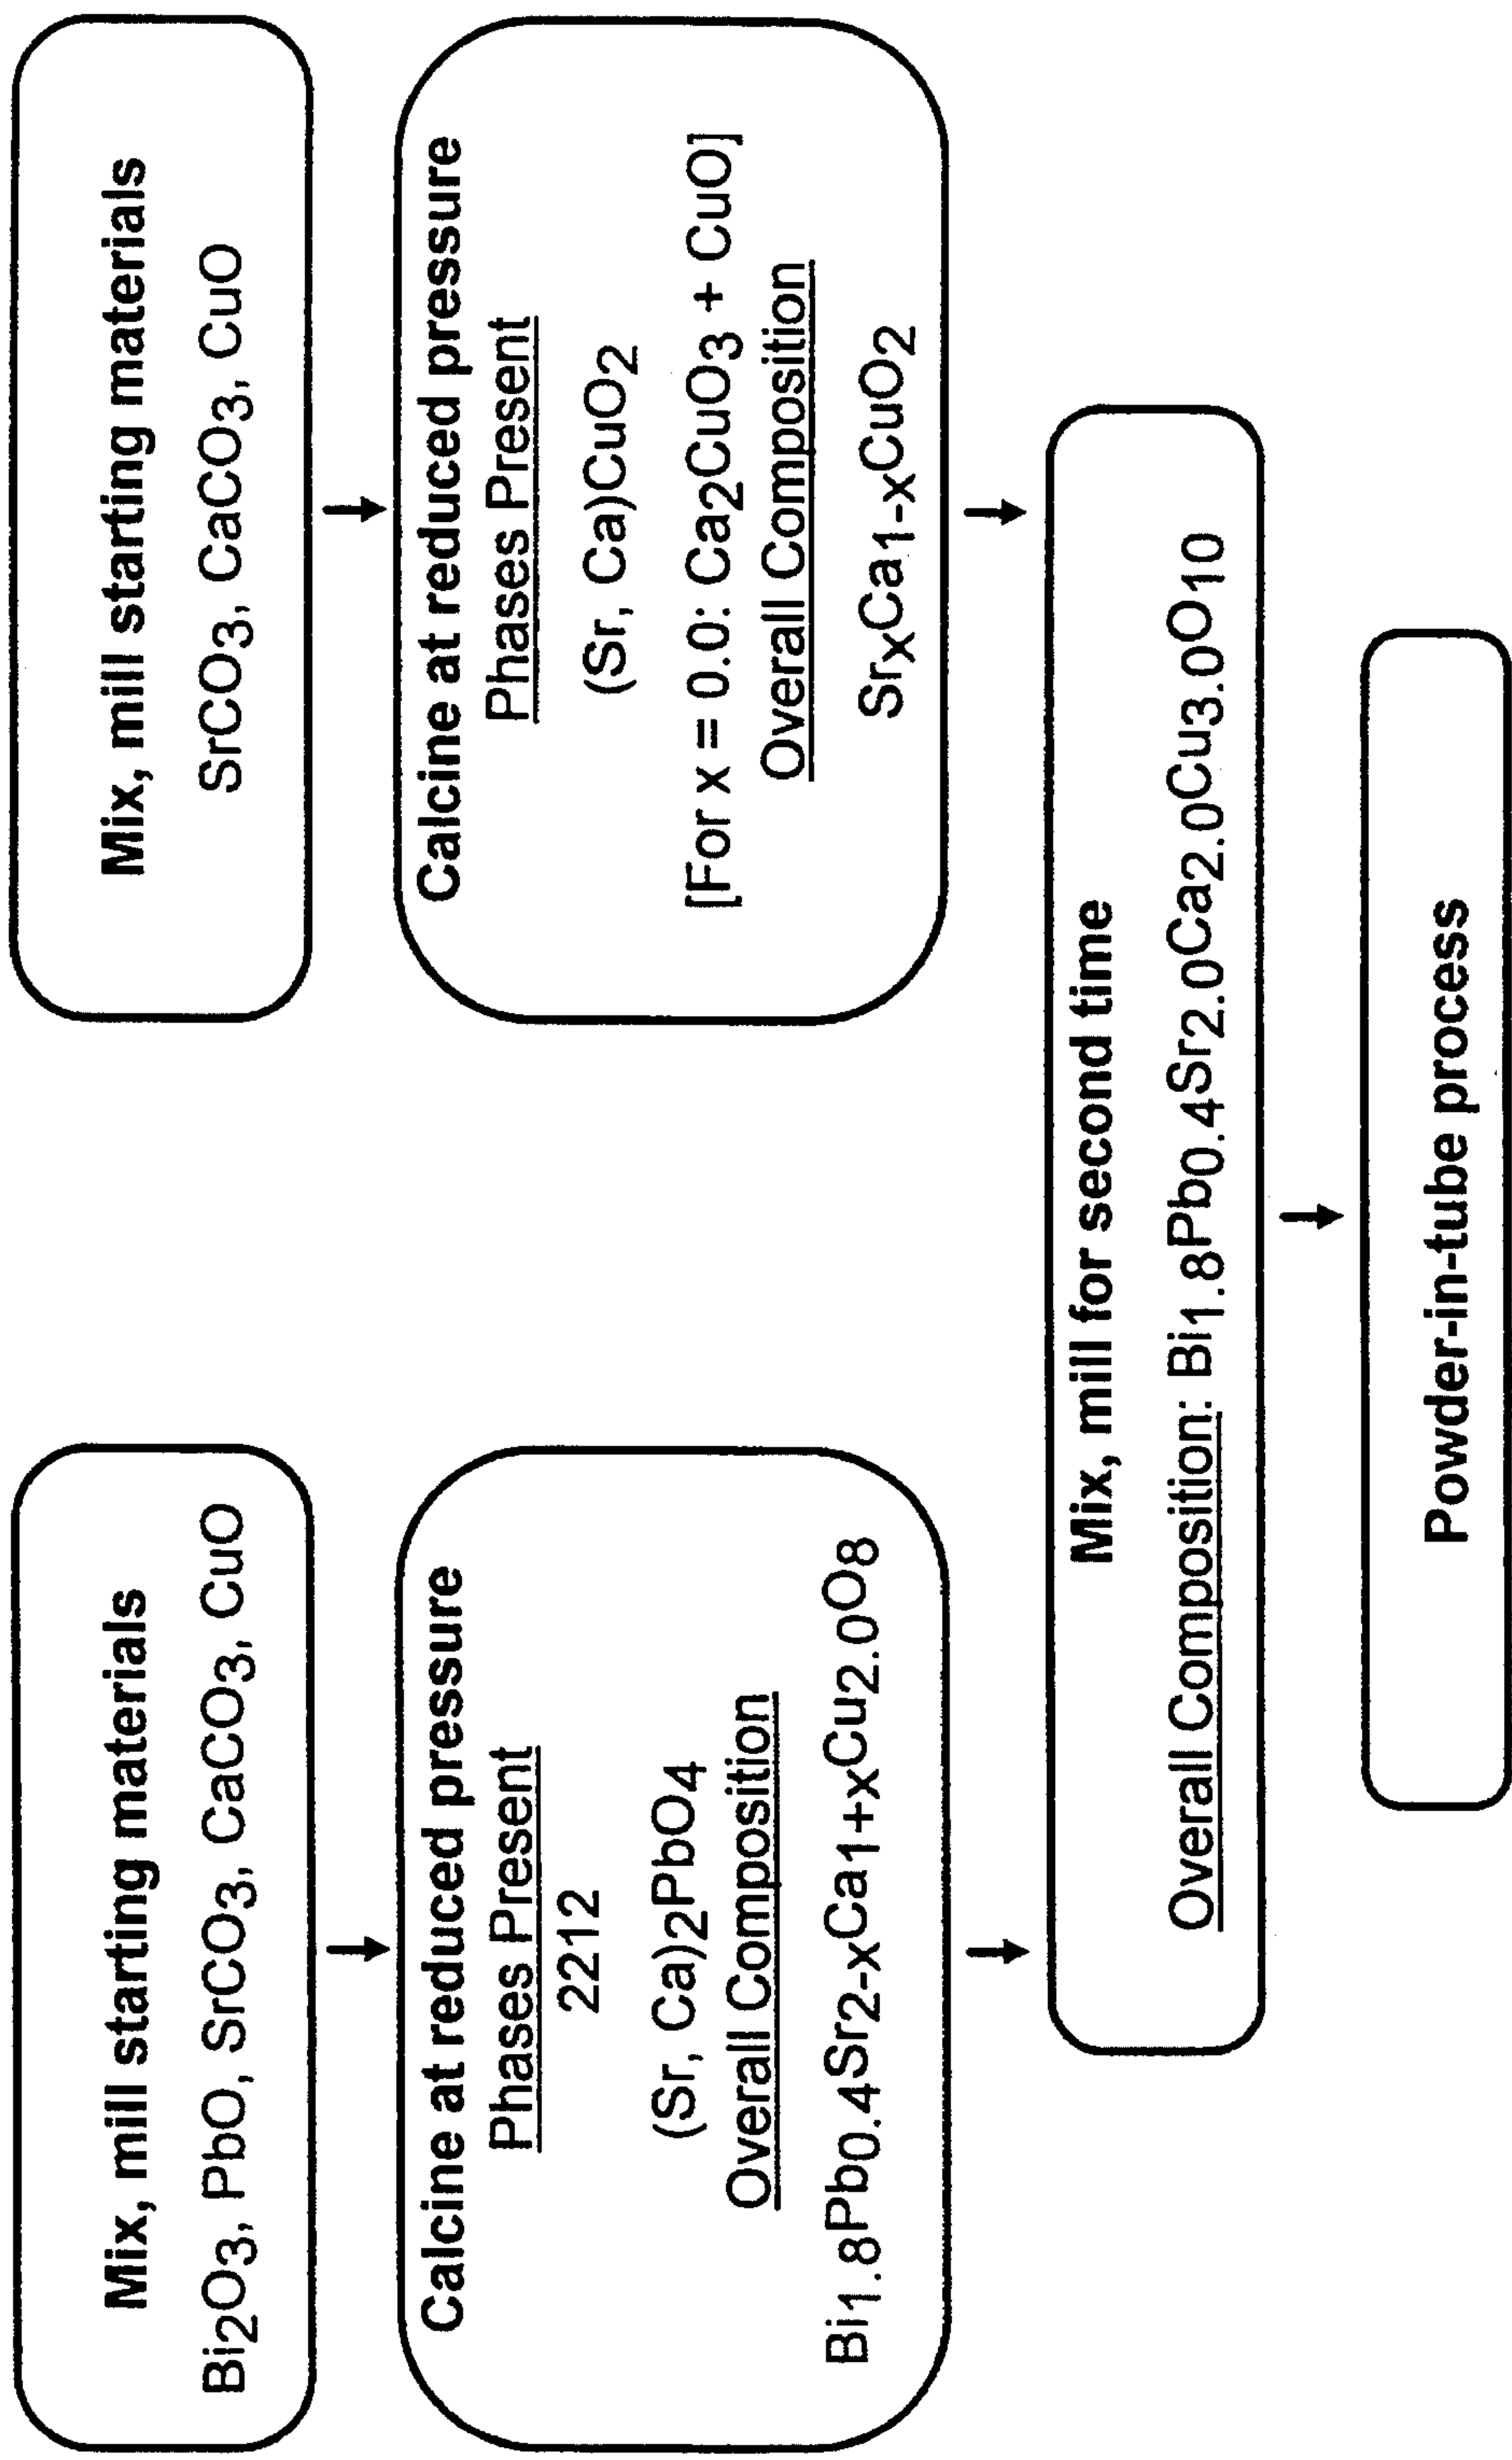 Mix, mill starting materials
Bi2O3, PbO, SrCO3, CaCO3, CuO
Calcine at reduced pressure
Phases Present
2212
(Sr, Ca)2PbO4
Overall Composition
Bi1.8Pb0.4Sr2-xCa1+xCu2.0O8
Mix, mill starting materials
SrCO3, CaCO3, CuO
Calcine at reduced pressure
Phases Present
(Sr, Ca)CuO2
[For x = 0.0: Ca2CuO3 + CuO]
Overall Composition
SrxCa1-xCuO2
Mix, mill for second time
Overall Composition: Bi1.8Pb0.4Sr2.0Ca2.0Cu3.0O10
Powder-in-tube process